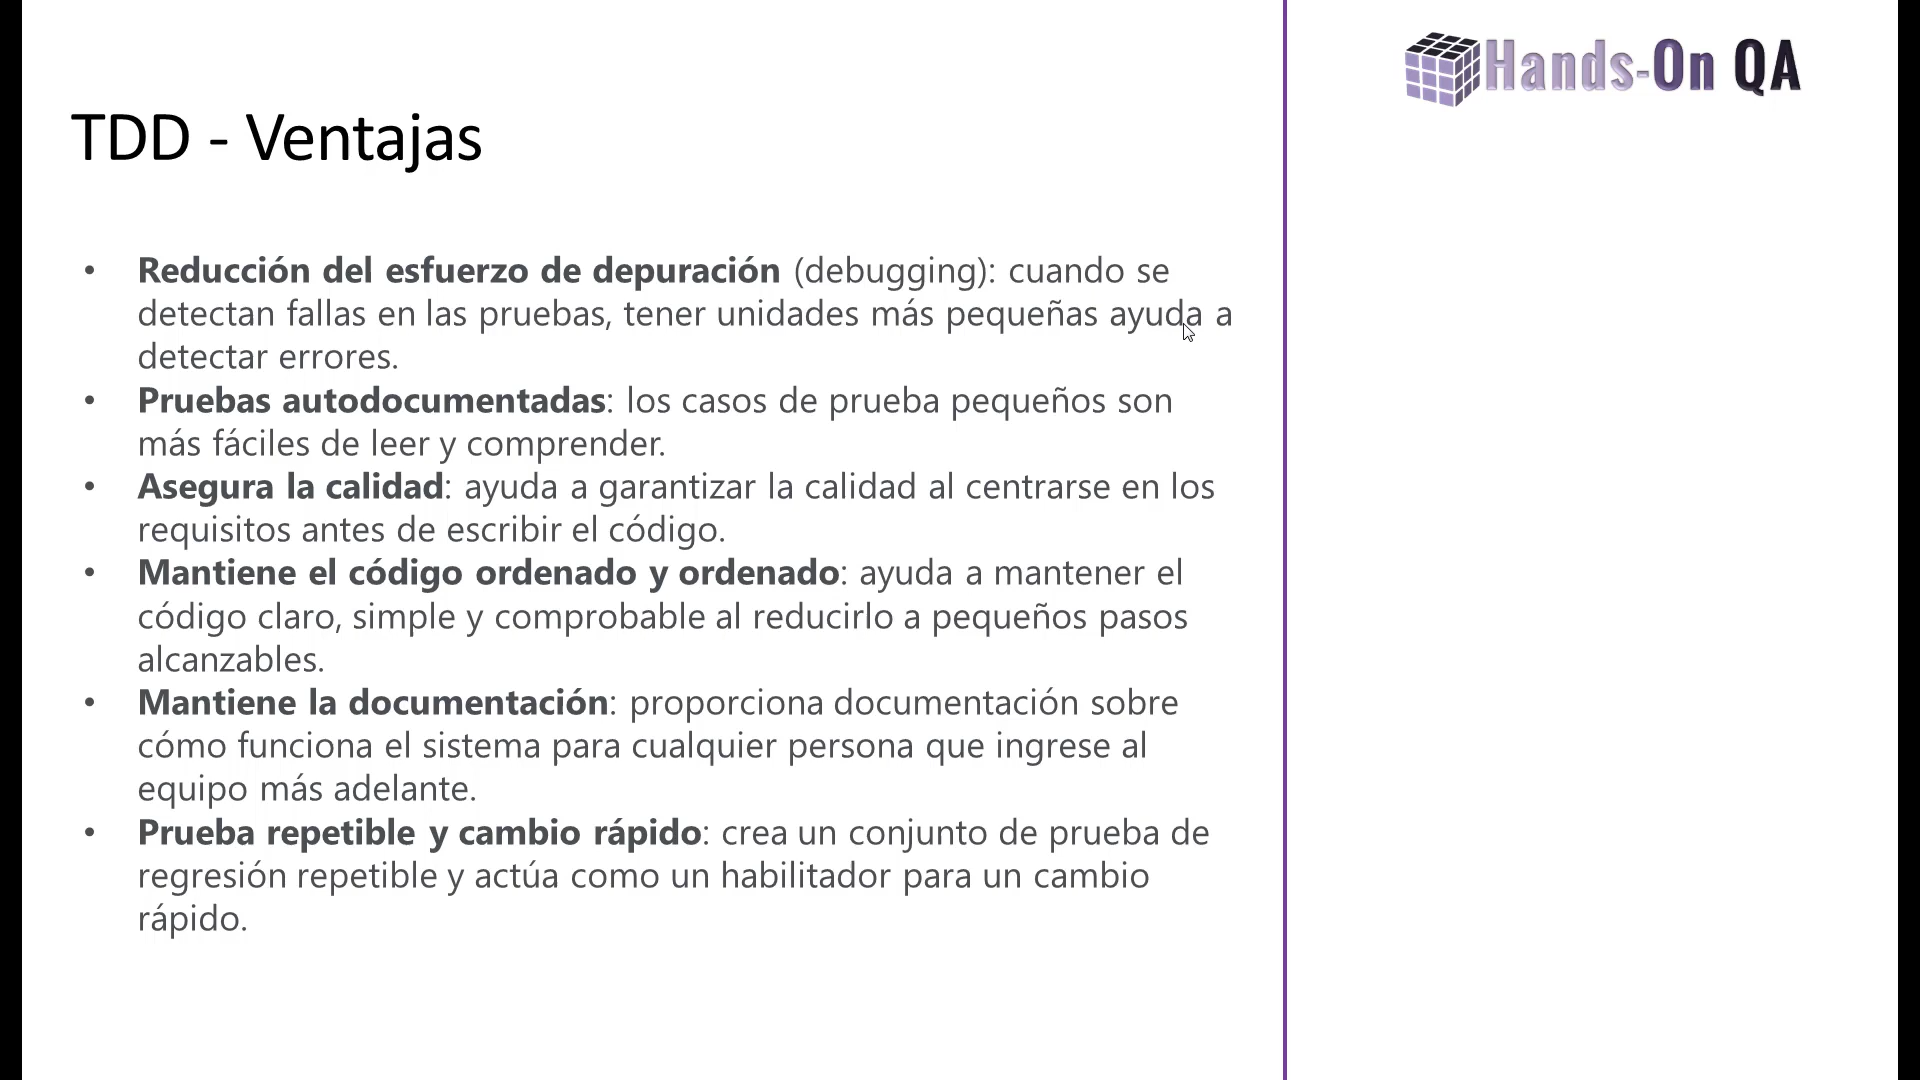 Hands-On QA
TDD - Ventajas
• Reducción del esfuerzo de depuración (debugging): cuando se
detectan fallas en las pruebas, tener unidades más pequeñas ayuda a
detectar errores.
• Pruebas autodocumentadas: los casos de prueba pequeños son
más fáciles de leer y comprender.
• Asegura la calidad: ayuda a garantizar la calidad al centrarse en los
requisitos antes de escribir el código.
• Mantiene el código ordenado y ordenado: ayuda a mantener el
código claro, simple y comprobable al reducirlo a pequeños pasos
alcanzables.
• Mantiene la documentación: proporciona documentación sobre
cómo funciona el sistema para cualquier persona que ingrese al
equipo más adelante.
• Prueba repetible y cambio rápido: crea un conjunto de prueba de
regresión repetible y actúa como un habilitador para un cambio
rápido.